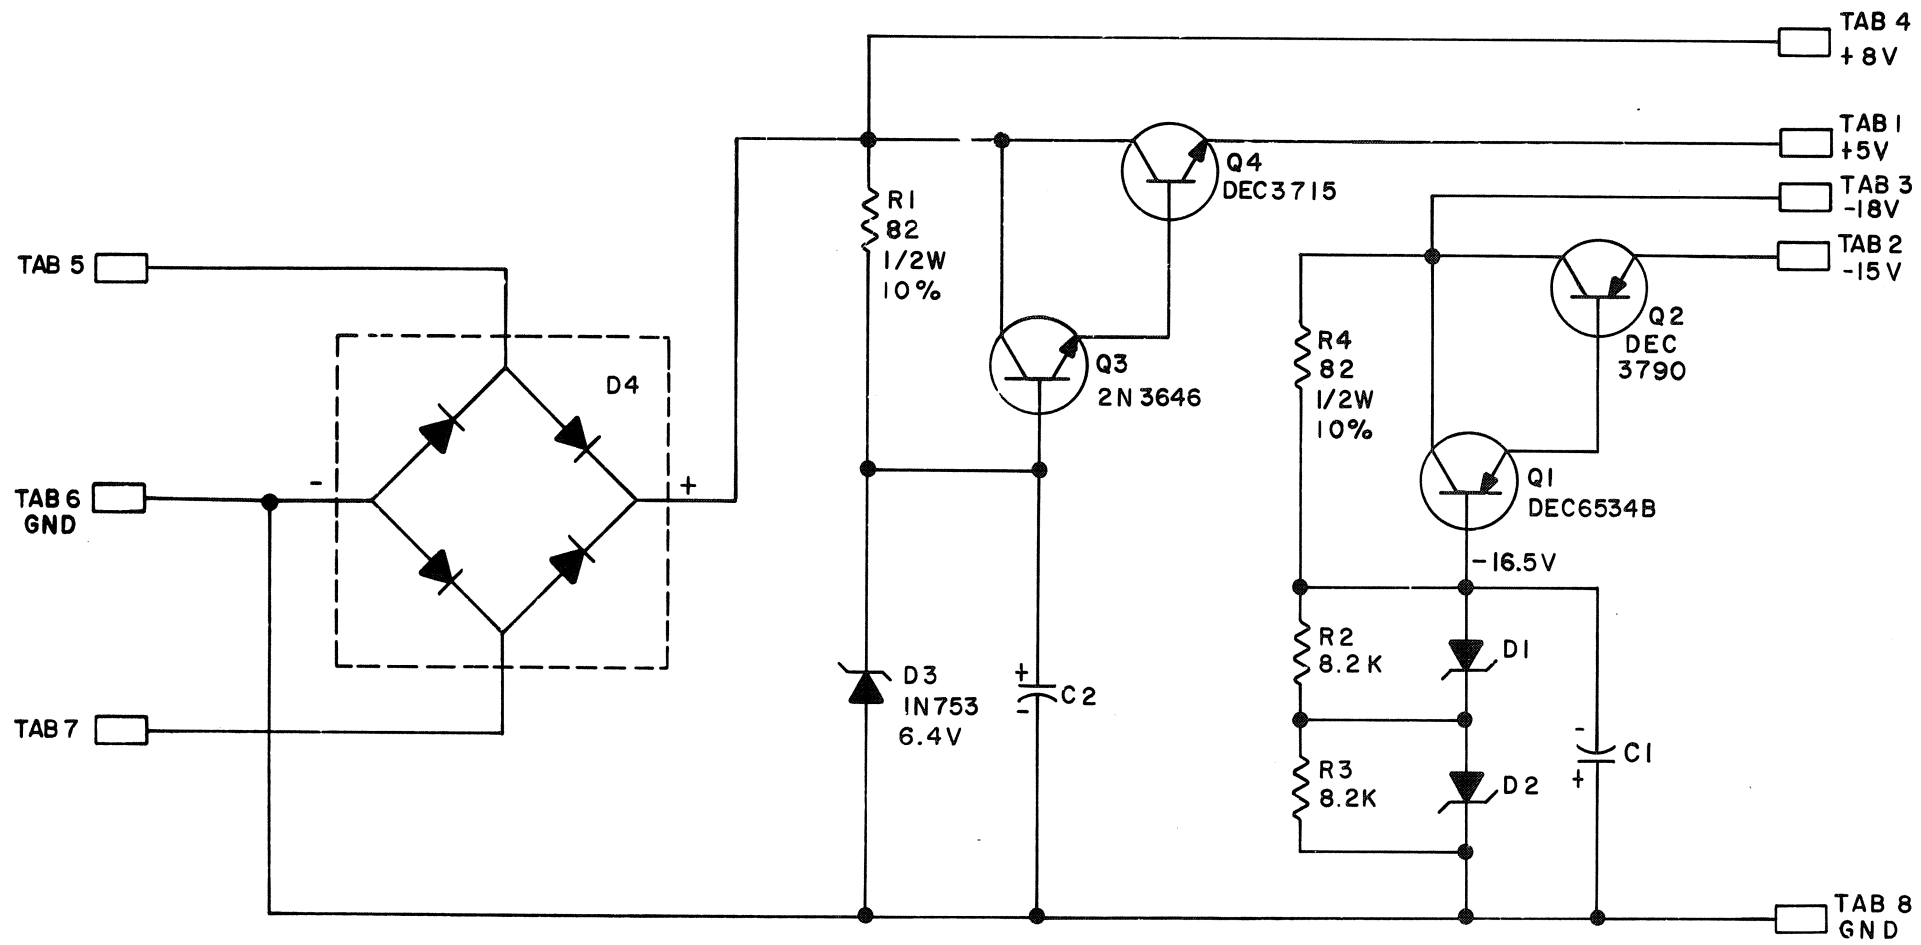 TAB 4
+8V
TAB 1
+5V
TAB 3
-18V
TAB 2
-15V
Q4
DEC3715
R1
82
1/2W
10%
TAB 5
D4
Q3
2N3646
R4
82
1/2W
10%
Q2
DEC
3790
- +
TAB 6
GND
Q1
DEC6534B
-16.5V
R2
8.2K
D1
D3
1N753
6.4V
+
-
C2
TAB 7
R3
8.2K
D2
-
+
C1
TAB 8
GND